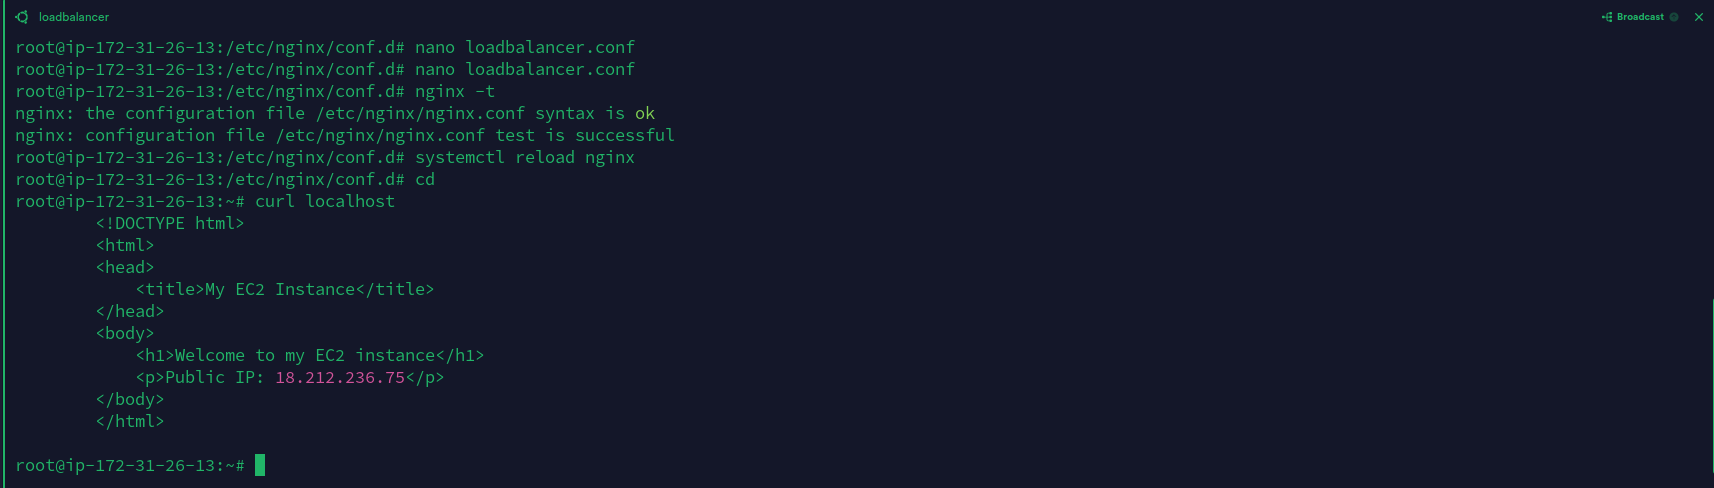 loadbalancer
Broadcast
root@ip-172-31-26-13:/etc/nginx/conf.d# nano loadbalancer.conf
root@ip-172-31-26-13:/etc/nginx/conf.d# nano loadbalancer.conf
root@ip-172-31-26-13:/etc/nginx/conf.d# nginx -t
nginx: the configuration file /etc/nginx/nginx.conf syntax is ok
nginx: configuration file /etc/nginx/nginx.conf test is successful
root@ip-172-31-26-13:/etc/nginx/conf.d# systemctl reload nginx
root@ip-172-31-26-13:/etc/nginx/conf.d# cd
root@ip-172-31-26-13:~# curl localhost
        <!DOCTYPE html>
        <html>
        <head>
            <title>My EC2 Instance</title>
        </head>
        <body>
            <h1>Welcome to my EC2 instance</h1>
            <p>Public IP: 18.212.236.75</p>
        </body>
        </html>
root@ip-172-31-26-13:~#